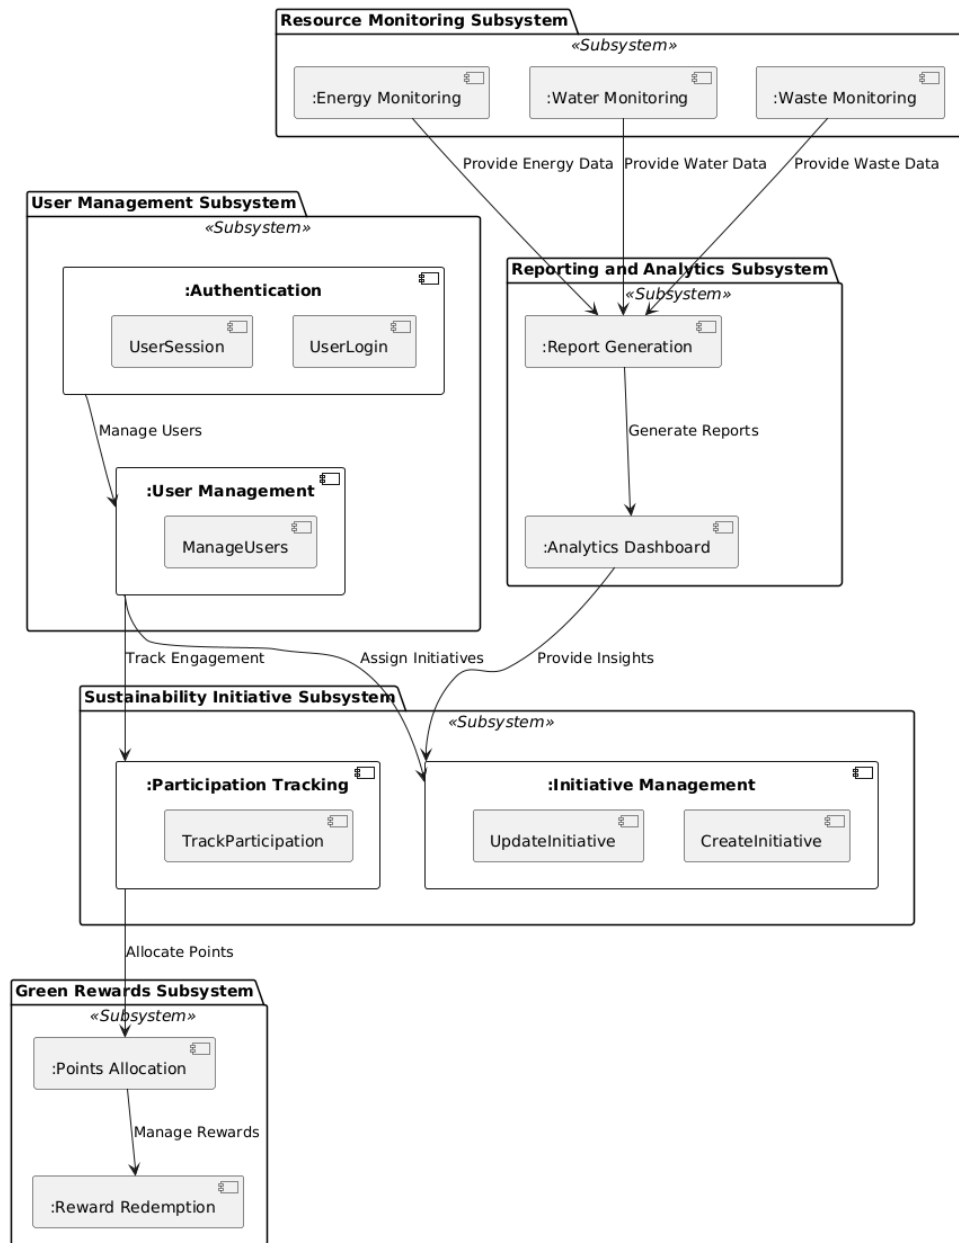 Resource Monitoring Subsystem
«Subsystem»
:Energy Monitoring
:Water Monitoring
:Waste Monitoring
Provide Energy Data
Provide Water Data
Provide Waste Data
User Management Subsystem
«Subsystem»
:Authentication
UserSession
UserLogin
Manage Users
:User Management
ManageUsers
Reporting and Analytics Subsystem
«Subsystem»
:Report Generation
Generate Reports
:Analytics Dashboard
Track Engagement
Assign Initiatives
Provide Insights
Sustainability Initiative Subsystem
«Subsystem»
:Participation Tracking
TrackParticipation
:Initiative Management
UpdateInitiative
CreateInitiative
Allocate Points
Green Rewards Subsystem
«Subsystem»
:Points Allocation
Manage Rewards
:Reward Redemption